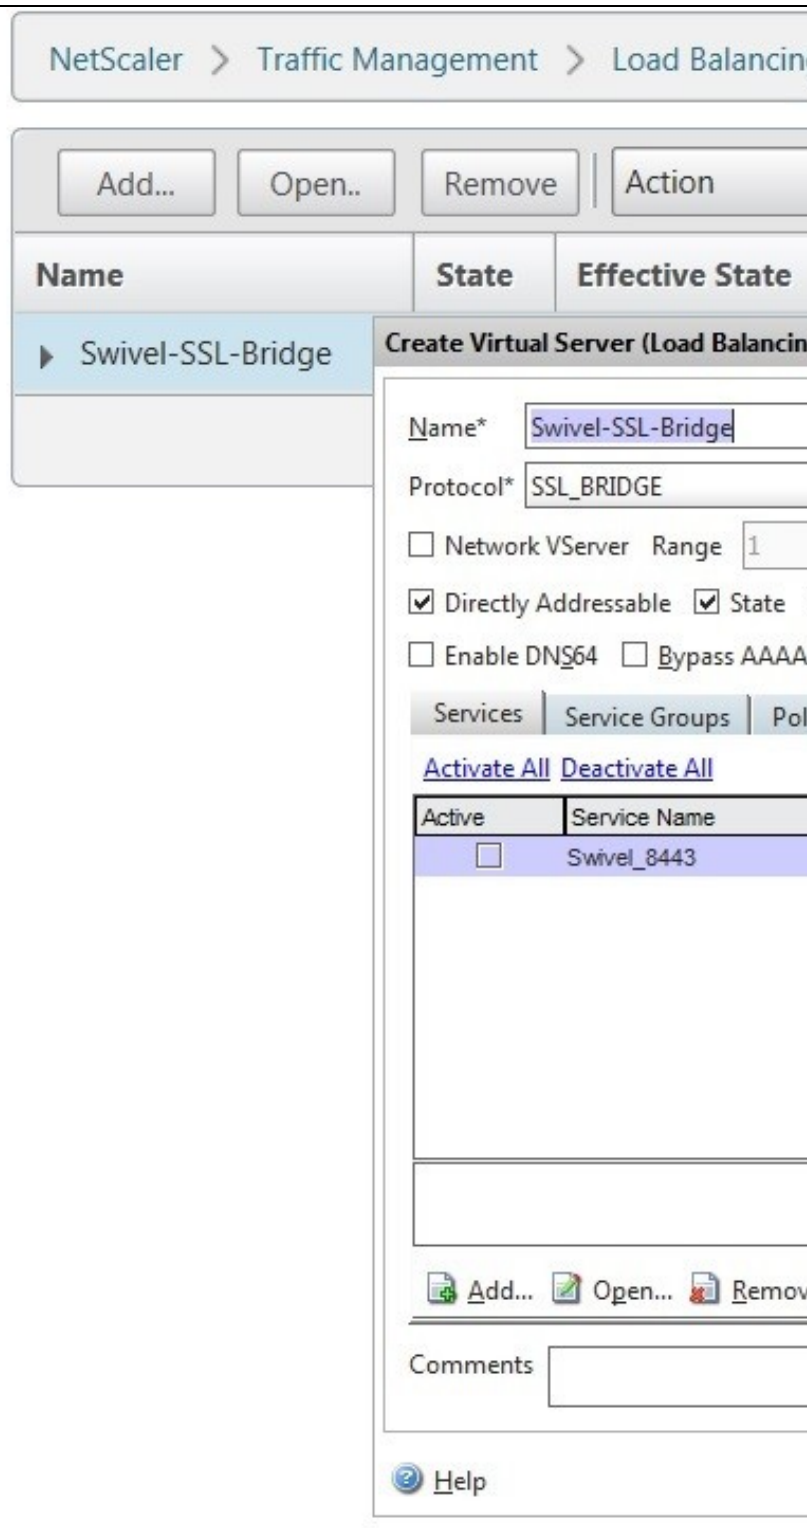 NetScaler > Traffic Management > Load Balancing
Add... Open.. Remove Action
Name State Effective State
Swivel-SSL-Bridge
Create Virtual Server (Load Balancin
Name* Swivel-SSL-Bridge
Protocol* SSL_BRIDGE
Network VServer Range 1
Directly Addressable State
Enable DNS64 Bypass AAAA
Services Service Groups Pol
Activate All Deactivate All
Active Service Name
Swivel_8443
Add... Open... Remov
Comments
Help